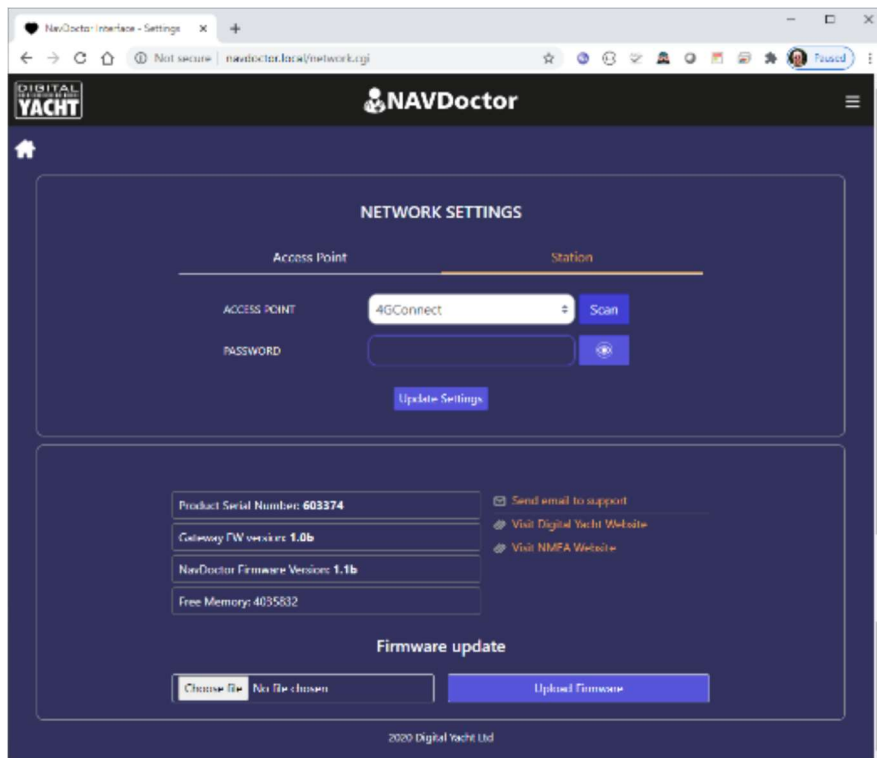 NavDoctor Interface - Settings
Not secure | navdoctor.local/network.cgi
Paused
DIGITAL
YACHT
NAVDoctor
NETWORK SETTINGS
Access Point
Station
ACCESS POINT
4GConnect
Scan
PASSWORD
Update Settings
Product Serial Number: 603374
Send email to support
Gateway FW version: 1.0b
Visit Digital Yacht Website
NavDoctor Firmware Version: 1.1b
Visit NMEA Website
Free Memory: 4035832
Firmware update
Choose file No file chosen
Upload Firmware
2020 Digital Yacht Ltd